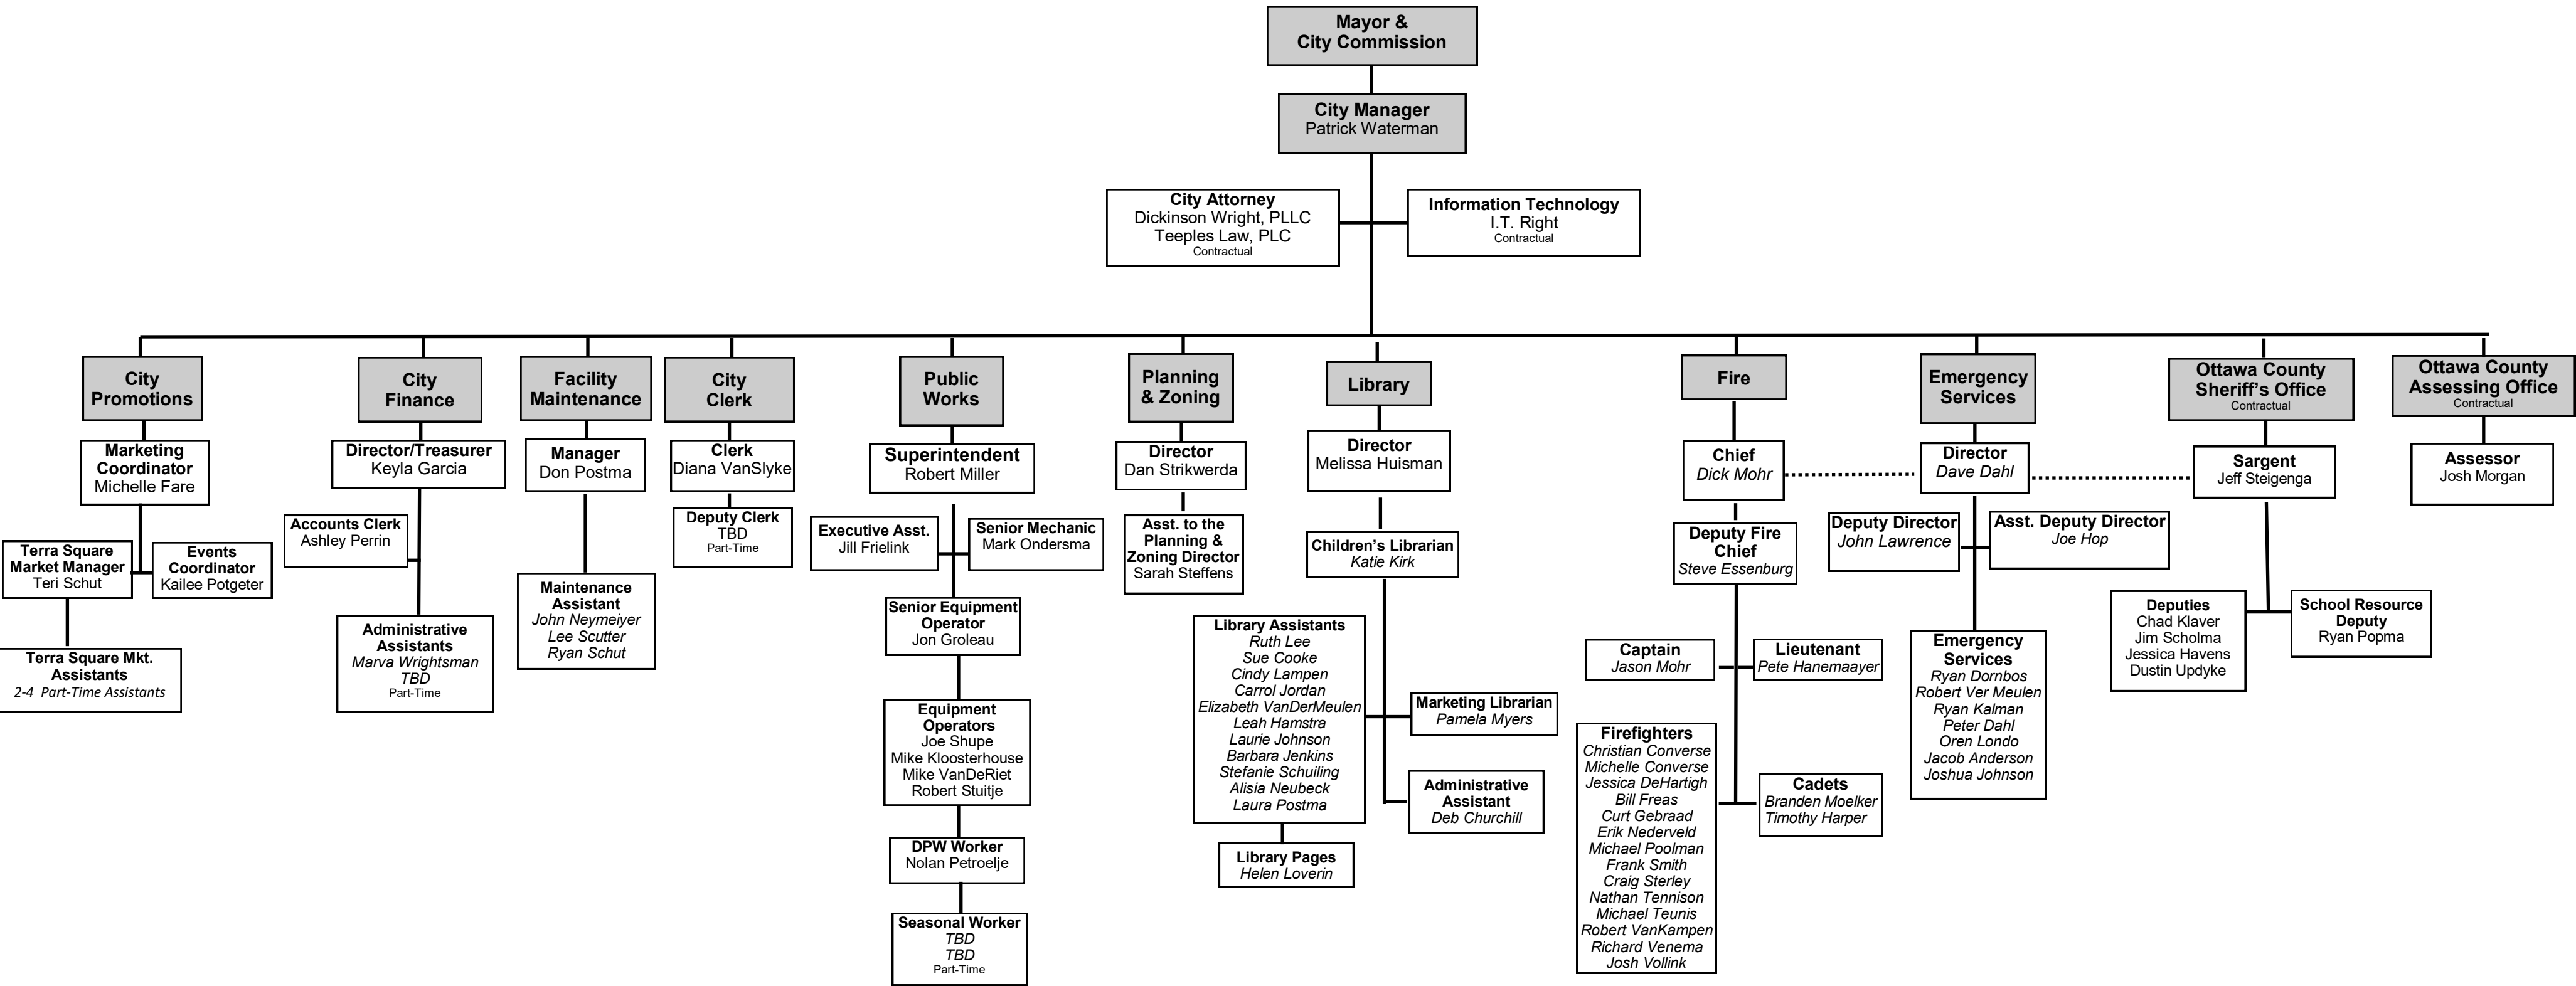 Mayor &
City Commission
City Manager
Patrick Waterman
City Attorney
Dickinson Wright, PLLC
Teeples Law, PLC
Contractual
Information Technology
I.T. Right
Contractual
City
Promotions
Marketing
Coordinator
Michelle Fare
Terra Square
Market Manager
Teri Schut
Events
Coordinator
Kailee Potgeter
Terra Square Mkt.
Assistants
2-4 Part-Time Assistants
City
Finance
Director/Treasurer
Keyla Garcia
Accounts Clerk
Ashley Perrin
Administrative
Assistants
Marva Wrightsman
TBD
Part-Time
Facility
Maintenance
Manager
Don Postma
Maintenance
Assistant
John Neymeiyer
Lee Scutter
Ryan Schut
City
Clerk
Clerk
Diana VanSlyke
Deputy Clerk
TBD
Part-Time
Public
Works
Superintendent
Robert Miller
Executive Asst.
Jill Frielink
Senior Mechanic
Mark Ondersma
Senior Equipment
Operator
Jon Groleau
Equipment
Operators
Joe Shupe
Mike Kloosterhouse
Mike VanDeRiet
Robert Stuitje
DPW Worker
Nolan Petroelje
Seasonal Worker
TBD
TBD
Part-Time
Planning
& Zoning
Director
Dan Strikwerda
Asst. to the
Planning &
Zoning Director
Sarah Steffens
Library
Director
Melissa Huisman
Children's Librarian
Katie Kirk
Library Assistants
Ruth Lee
Sue Cooke
Cindy Lampen
Carrol Jordan
Elizabeth VanDerMeulen
Leah Hamstra
Laurie Johnson
Barbara Jenkins
Stefanie Schuiling
Alisia Neubeck
Laura Postma
Marketing Librarian
Pamela Myers
Administrative
Assistant
Deb Churchill
Library Pages
Helen Loverin
Fire
Chief
Dick Mohr
Deputy Fire
Chief
Steve Essenburg
Captain
Jason Mohr
Lieutenant
Pete Hanemaayer
Firefighters
Christian Converse
Michelle Converse
Jessica DeHartigh
Bill Freas
Curt Gebraad
Erik Nederveld
Michael Poolman
Frank Smith
Craig Sterley
Nathan Tennison
Michael Teunis
Robert VanKampen
Richard Venema
Josh Vollink
Cadets
Branden Moelker
Timothy Harper
Emergency
Services
Director
Dave Dahl
Deputy Director
John Lawrence
Asst. Deputy Director
Joe Hop
Emergency
Services
Ryan Dornbos
Robert Ver Meulen
Ryan Kalman
Peter Dahl
Oren Londo
Jacob Anderson
Joshua Johnson
Ottawa County
Sheriff's Office
Contractual
Sargent
Jeff Steigenga
Deputies
Chad Klaver
Jim Scholma
Jessica Havens
Dustin Updyke
School Resource
Deputy
Ryan Popma
Ottawa County
Assessing Office
Contractual
Assessor
Josh Morgan